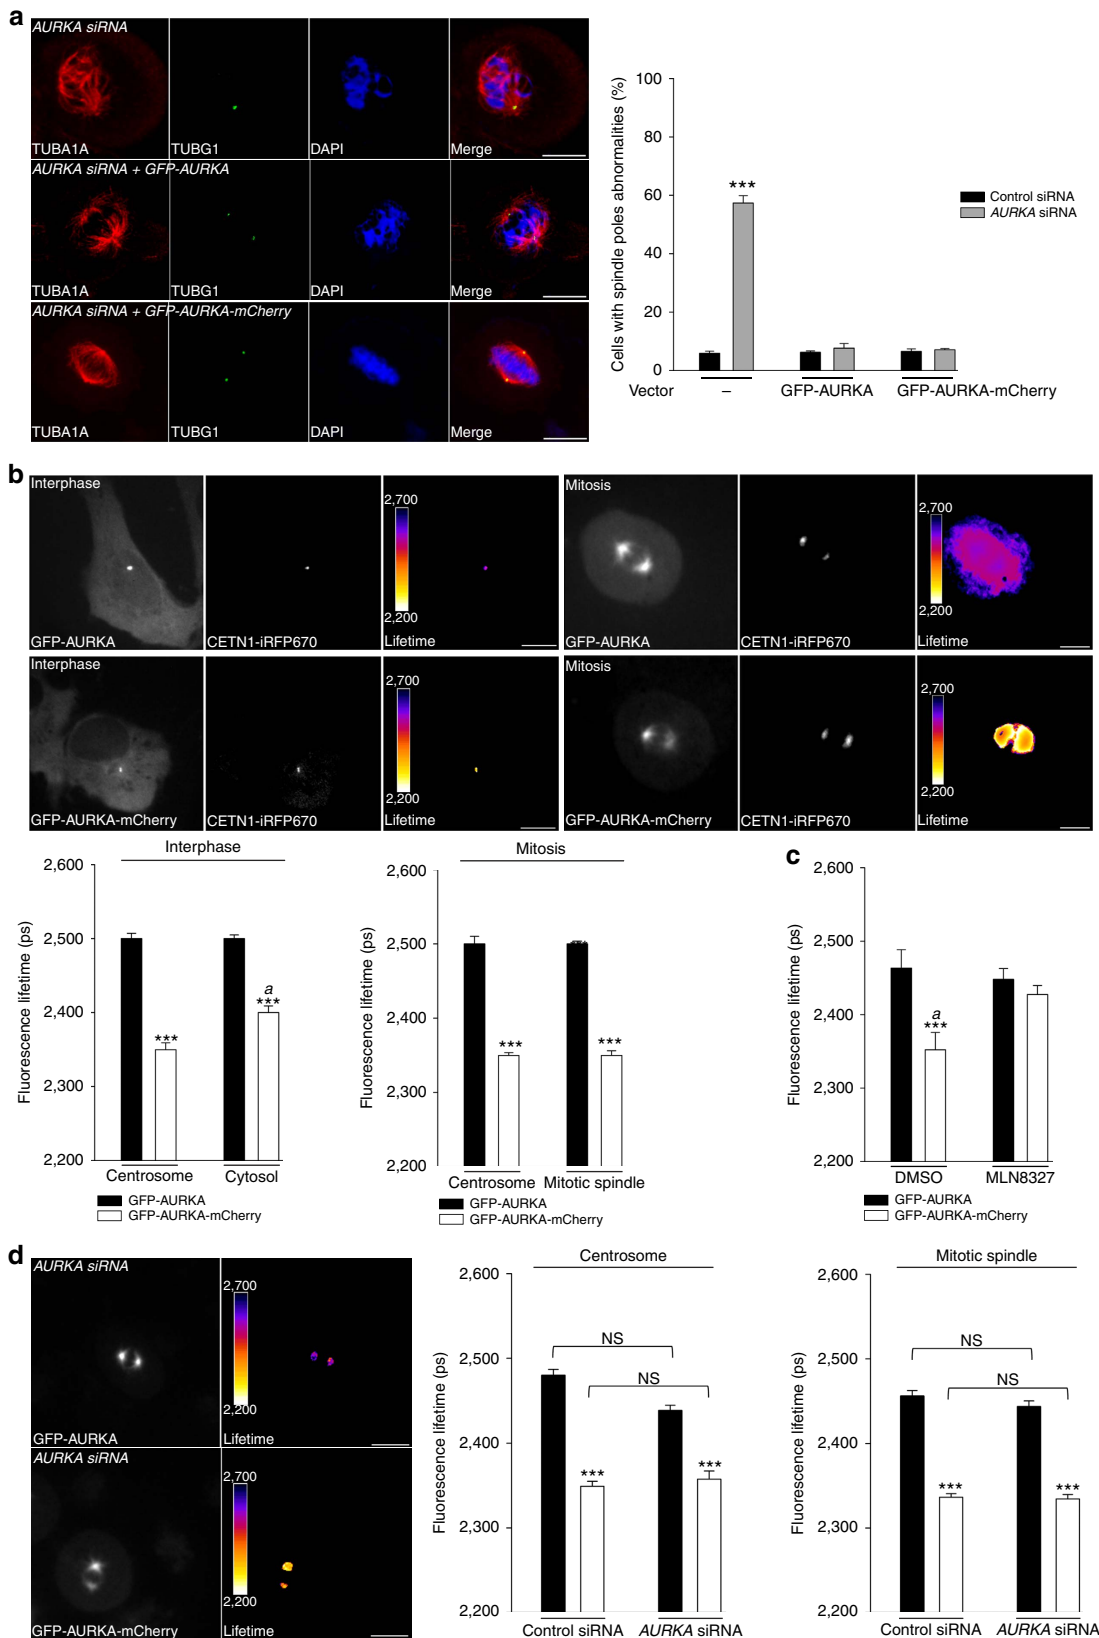 a
AURKA siRNA
TUBA1A TUBG1 DAPI Merge
AURKA siRNA + GFP-AURKA
TUBA1A TUBG1 DAPI Merge
AURKA siRNA + GFP-AURKA-mCherry
TUBA1A TUBG1 DAPI Merge
Cells with spindle poles abnormalities (%)
100
80
60
40
20
0
***
Control siRNA
AURKA siRNA
Vector – GFP-AURKA GFP-AURKA-mCherry
b
Interphase
2,700
2,200
GFP-AURKA CETN1-iRFP670 Lifetime
Mitosis
2,700
2,200
GFP-AURKA CETN1-iRFP670 Lifetime
Interphase
2,700
2,200
GFP-AURKA-mCherry CETN1-iRFP670 Lifetime
Mitosis
2,700
2,200
GFP-AURKA-mCherry CETN1-iRFP670 Lifetime
Interphase
Fluorescence lifetime (ps)
2,600
2,500
2,400
2,300
2,200
***
a
***
Centrosome Cytosol
GFP-AURKA
GFP-AURKA-mCherry
Mitosis
Fluorescence lifetime (ps)
2,600
2,500
2,400
2,300
2,200
*** ***
Centrosome Mitotic spindle
GFP-AURKA
GFP-AURKA-mCherry
c
Fluorescence lifetime (ps)
2,600
2,500
2,400
2,300
2,200
a
***
DMSO MLN8327
GFP-AURKA
GFP-AURKA-mCherry
d
AURKA siRNA
2,700
2,200
GFP-AURKA Lifetime
AURKA siRNA
2,700
2,200
GFP-AURKA-mCherry Lifetime
Centrosome
Fluorescence lifetime (ps)
2,600
2,500
2,400
2,300
2,200
NS
NS
*** ***
Control siRNA AURKA siRNA
Mitotic spindle
Fluorescence lifetime (ps)
2,600
2,500
2,400
2,300
2,200
NS
NS
*** ***
Control siRNA AURKA siRNA